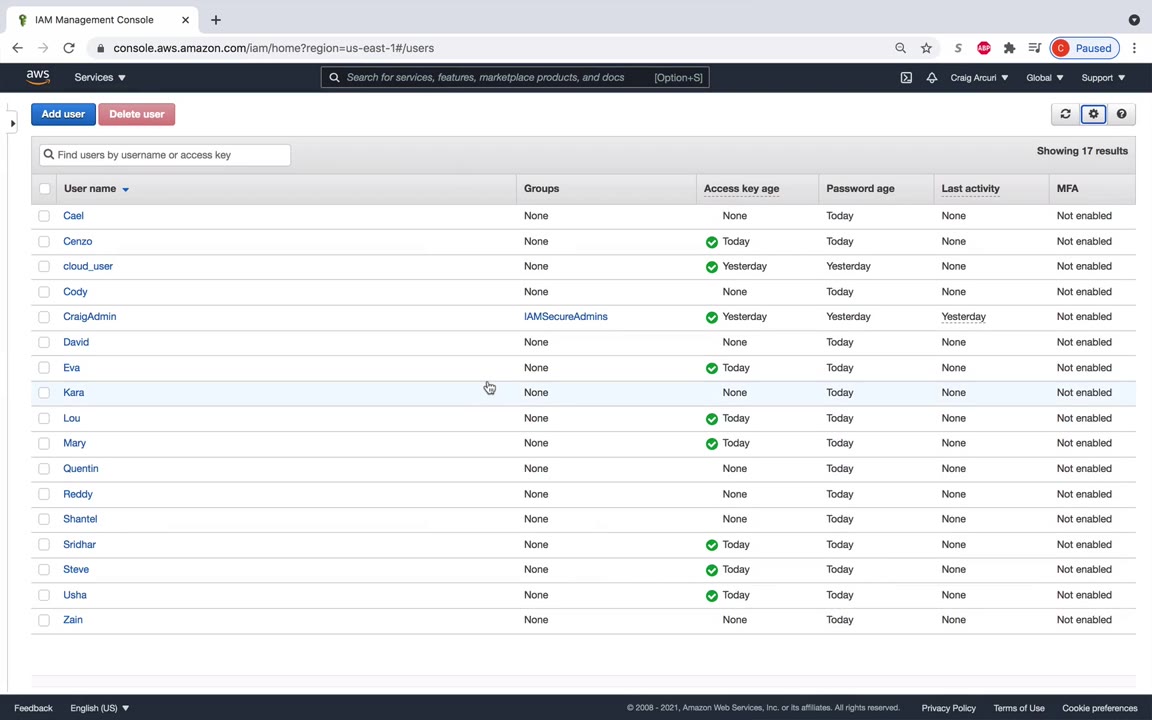 IAM Management Console
console.aws.amazon.com/iam/home?region=us-east-1#/users
S ABP C Paused
aws Services Search for services, features, marketplace products, and docs [Option+S] Craig Arcuri Global Support
Add user Delete user
Find users by username or access key Showing 17 results
User name Groups Access key age Password age Last activity MFA
Cael None None Today None Not enabled
Cenzo None Today Today None Not enabled
cloud_user None Yesterday Yesterday None Not enabled
Cody None None Today None Not enabled
CraigAdmin IAMSecureAdmins Yesterday Yesterday Yesterday Not enabled
David None None Today None Not enabled
Eva None Today Today None Not enabled
Kara None None Today None Not enabled
Lou None Today Today None Not enabled
Mary None Today Today None Not enabled
Quentin None None Today None Not enabled
Reddy None None Today None Not enabled
Shantel None None Today None Not enabled
Sridhar None Today Today None Not enabled
Steve None Today Today None Not enabled
Usha None Today Today None Not enabled
Zain None None Today None Not enabled
Feedback English (US) © 2008 - 2021, Amazon Web Services, Inc. or its affiliates. All rights reserved. Privacy Policy Terms of Use Cookie preferences